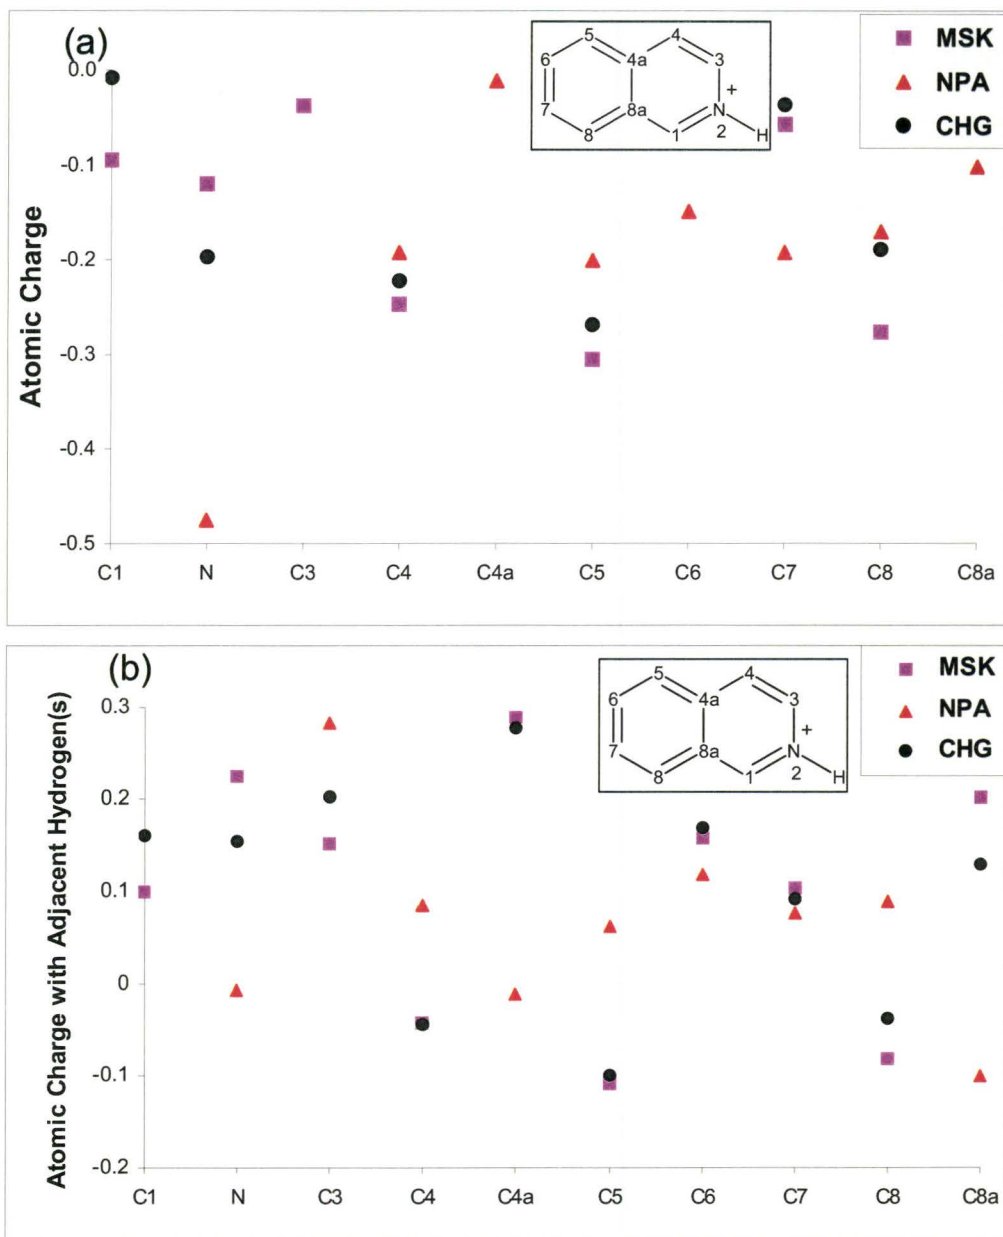 (a)
Atomic Charge
0.0
-0.1
-0.2
-0.3
-0.4
-0.5
C1 N C3 C4 C4a C5 C6 C7 C8 C8a
5 4
6 4a 3
+
7 8a N
8 1 2 H
MSK
NPA
CHG
(b)
Atomic Charge with Adjacent Hydrogen(s)
0.3
0.2
0.1
0
-0.1
-0.2
C1 N C3 C4 C4a C5 C6 C7 C8 C8a
5 4
6 4a 3
+
7 8a N
8 1 2 H
MSK
NPA
CHG